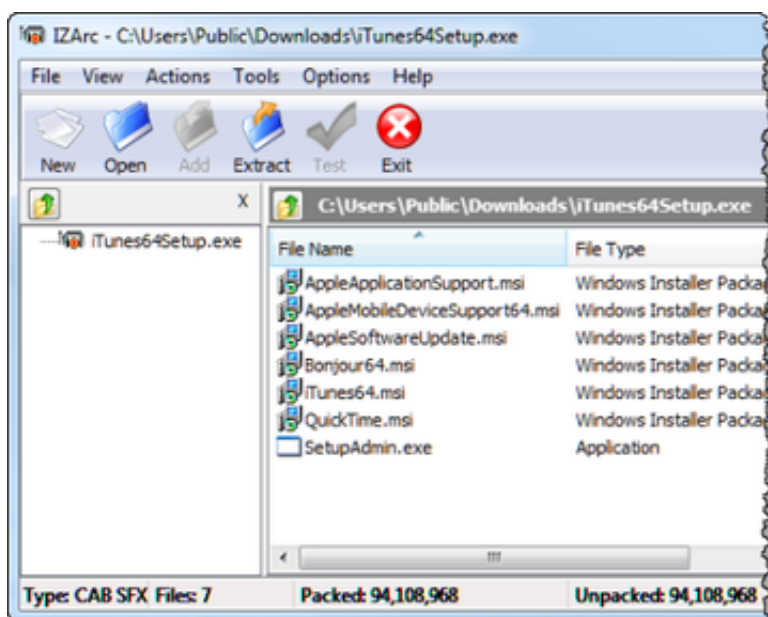 IZArc - C:\Users\Public\Downloads\iTunes64Setup.exe
File View Actions Tools Options Help
New Open Add Extract Test Exit
X C:\Users\Public\Downloads\iTunes64Setup.exe
iTunes64Setup.exe
File Name File Type
AppleApplicationSupport.msi Windows Installer Packa
AppleMobileDeviceSupport64.msi Windows Installer Packa
AppleSoftwareUpdate.msi Windows Installer Packa
Bonjour64.msi Windows Installer Packa
iTunes64.msi Windows Installer Packa
QuickTime.msi Windows Installer Packa
SetupAdmin.exe Application
Type: CAB SFX Files: 7 Packed: 94,108,968 Unpacked: 94,108,968